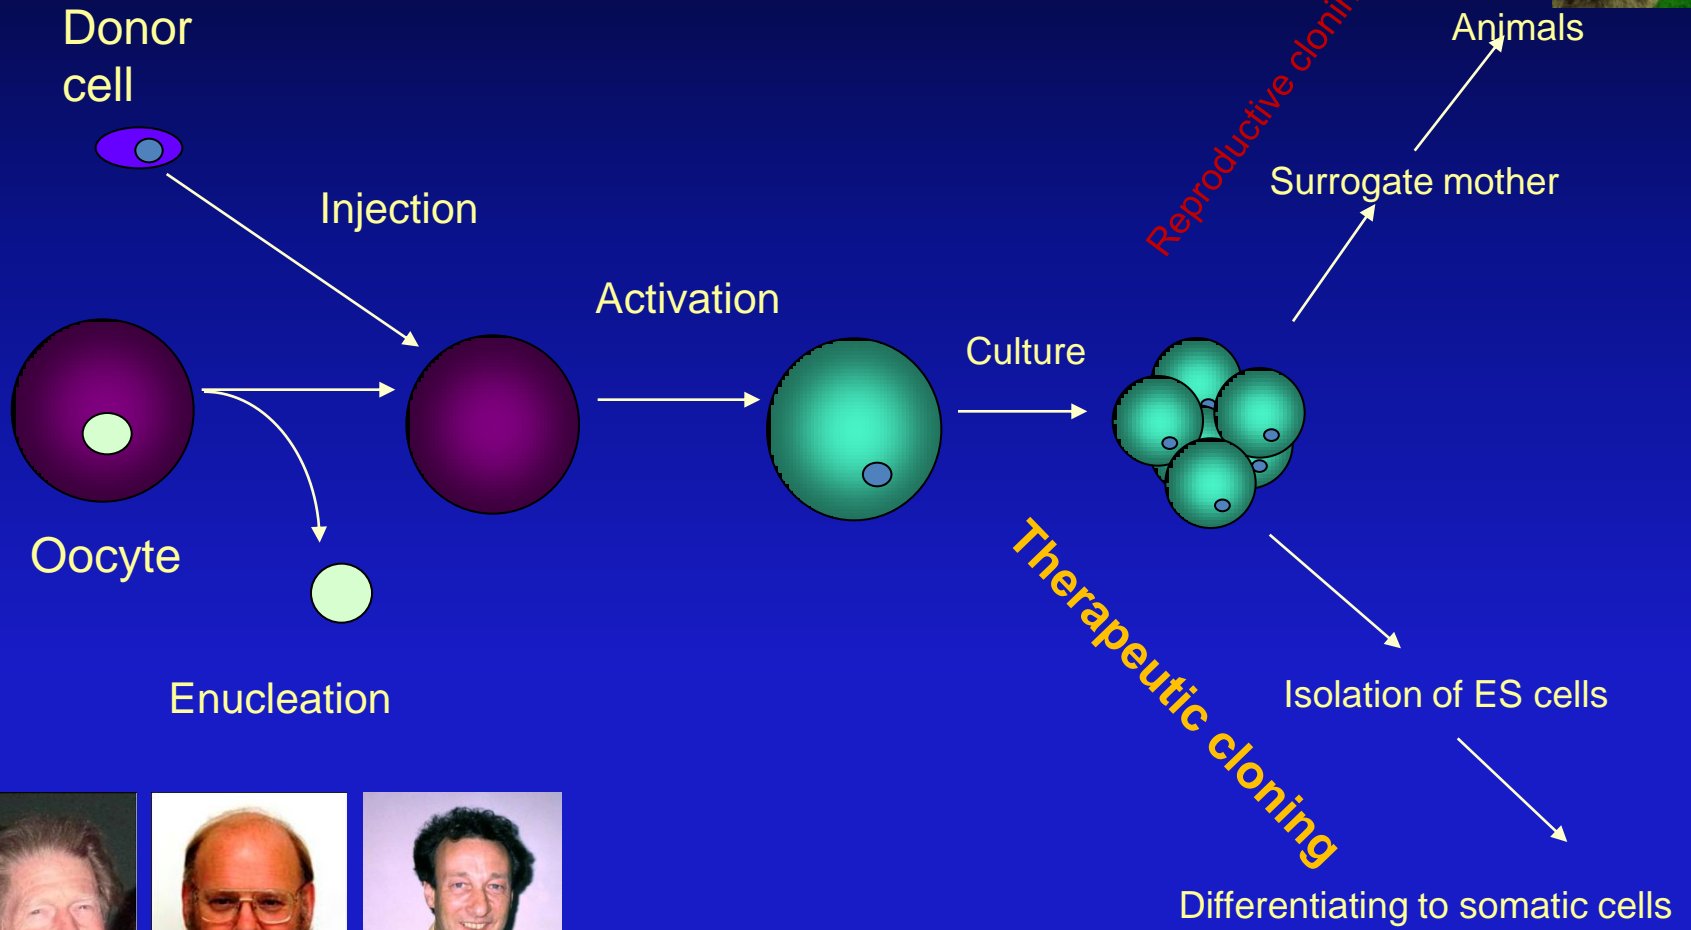 Donor
cell
Animals
Reproductive
Surrogate mother
Injection
Activation
Culture
Oocyte
Enucleation
Therapeutic cloning
Isolation of ES cells
Differentiating to somatic cells